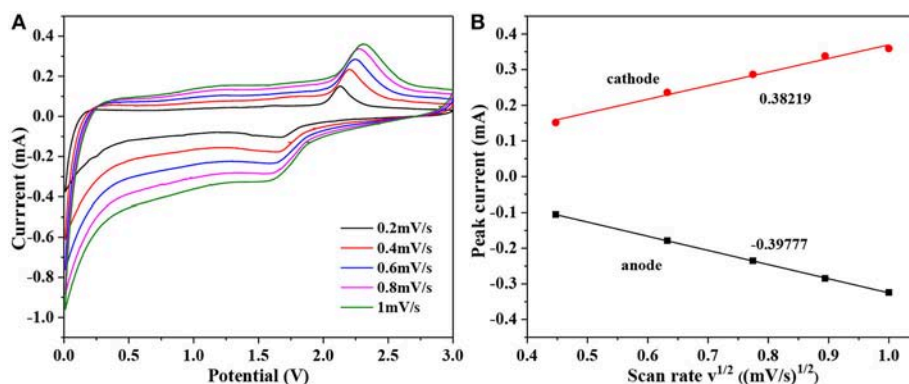 A
0.4
0.2
0.0
-0.2
-0.4
-0.6
-0.8
-1.0
Currrent (mA)
0.2mV/s
0.4mV/s
0.6mV/s
0.8mV/s
1mV/s
0.0 0.5 1.0 1.5 2.0 2.5 3.0
Potential (V)
B
0.4
0.3
0.2
0.1
0.0
-0.1
-0.2
-0.3
-0.4
Peak current (mA)
cathode
0.38219
-0.39777
anode
0.4 0.5 0.6 0.7 0.8 0.9 1.0
Scan rate v^1/2 ((mV/s)^1/2)